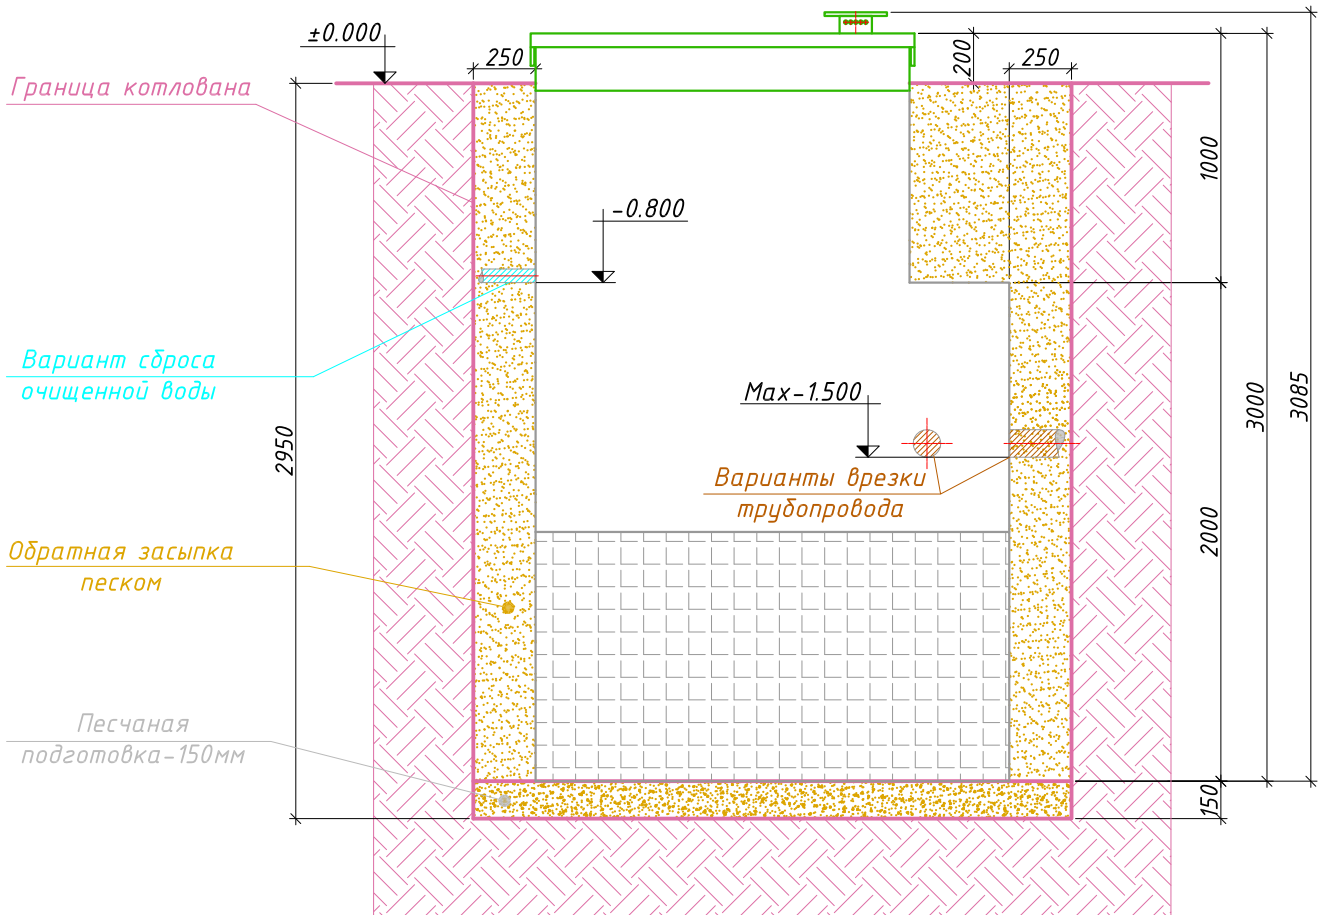 ±0.000
250
200
250
Граница котлована
1000
-0.800
Вариант сброса
очищенной воды
Max-1.500
3000
3085
2950
Варианты врезки
трубопровода
2000
Обратная засыпка
песком
Песчаная
подготовка-150мм
150